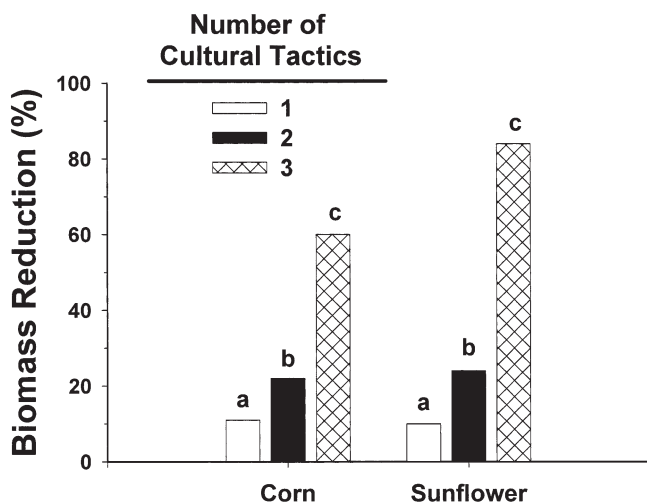 Number of
Cultural Tactics
1
2
3
Biomass Reduction (%)
100
80
60
40
20
0
a
b
c
a
b
c
Corn
Sunflower